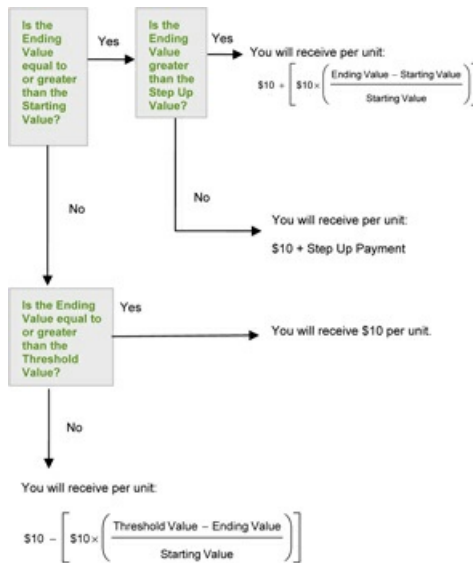 Is the
Ending
Value
equal to
or greater
than the
Starting
Value?
Yes
Is the
Ending
Value
greater
than the
Step Up
Value?
Yes
You will receive per unit:
$10 + [ $10 × ( Ending Value – Starting Value
Starting Value ) ]
No
No
You will receive per unit:
$10 + Step Up Payment
Is the Ending
Value equal to
or greater
than the
Threshold
Value?
Yes
You will receive $10 per unit.
No
You will receive per unit:
$10 – [ $10 × ( Threshold Value – Ending Value
Starting Value ) ]